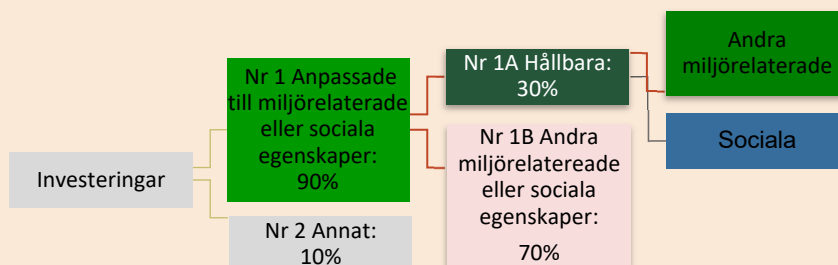 Investeringar
Nr 1 Anpassade
till miljörelaterade
eller sociala
egenskaper:
90%
Nr 2 Annat:
10%
Nr 1A Hållbara:
30%
Nr 1B Andra
miljörelatereade
eller sociala
egenskaper:
70%
Andra
miljörelaterade
Sociala